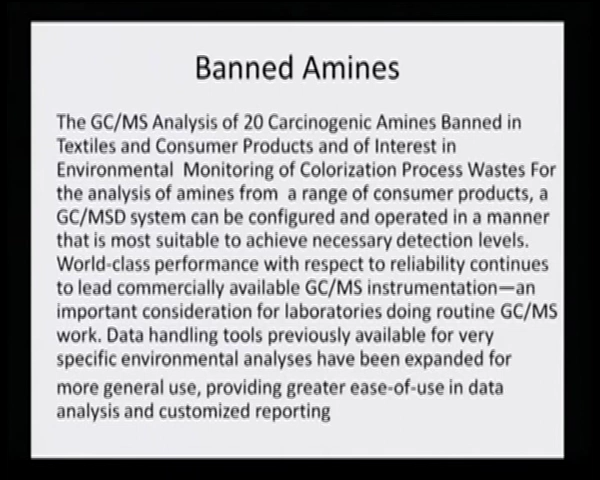 Banned Amines
The GC/MS Analysis of 20 Carcinogenic Amines Banned in
Textiles and Consumer Products and of Interest in
Environmental Monitoring of Colorization Process Wastes For
the analysis of amines from a range of consumer products, a
GC/MSD system can be configured and operated in a manner
that is most suitable to achieve necessary detection levels.
World-class performance with respect to reliability continues
to lead commercially available GC/MS instrumentation—an
important consideration for laboratories doing routine GC/MS
work. Data handling tools previously available for very
specific environmental analyses have been expanded for
more general use, providing greater ease-of-use in data
analysis and customized reporting